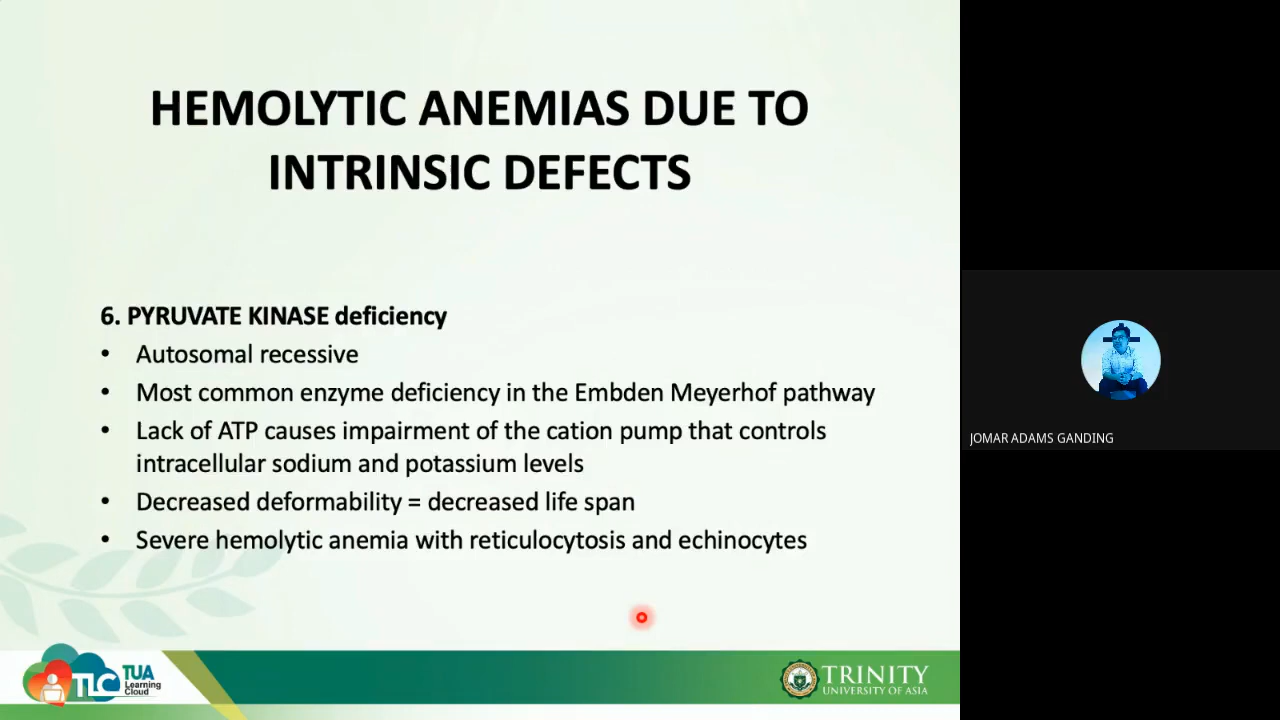 HEMOLYTIC ANEMIAS DUE TO
INTRINSIC DEFECTS
6. PYRUVATE KINASE deficiency
• Autosomal recessive
• Most common enzyme deficiency in the Embden Meyerhof pathway
• Lack of ATP causes impairment of the cation pump that controls
intracellular sodium and potassium levels
• Decreased deformability = decreased life span
• Severe hemolytic anemia with reticulocytosis and echinocytes
JOMAR ADAMS GANDING
TLC
TUA
Learning
Cloud
TRINITY
UNIVERSITY OF ASIA